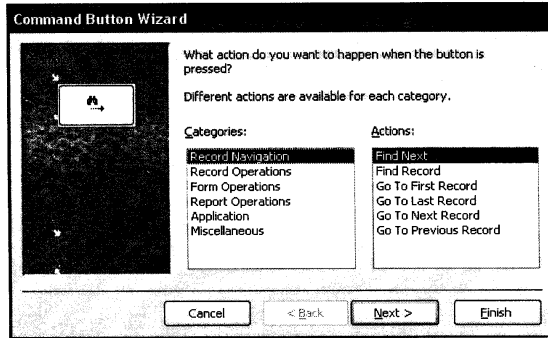 Command Button Wizard
What action do you want to happen when the button is
pressed?
Different actions are available for each category.
Categories:
Record Navigation
Record Operations
Form Operations
Report Operations
Application
Miscellaneous
Actions:
Find Next
Find Record
Go To First Record
Go To Last Record
Go To Next Record
Go To Previous Record
Cancel
< Back
Next >
Finish